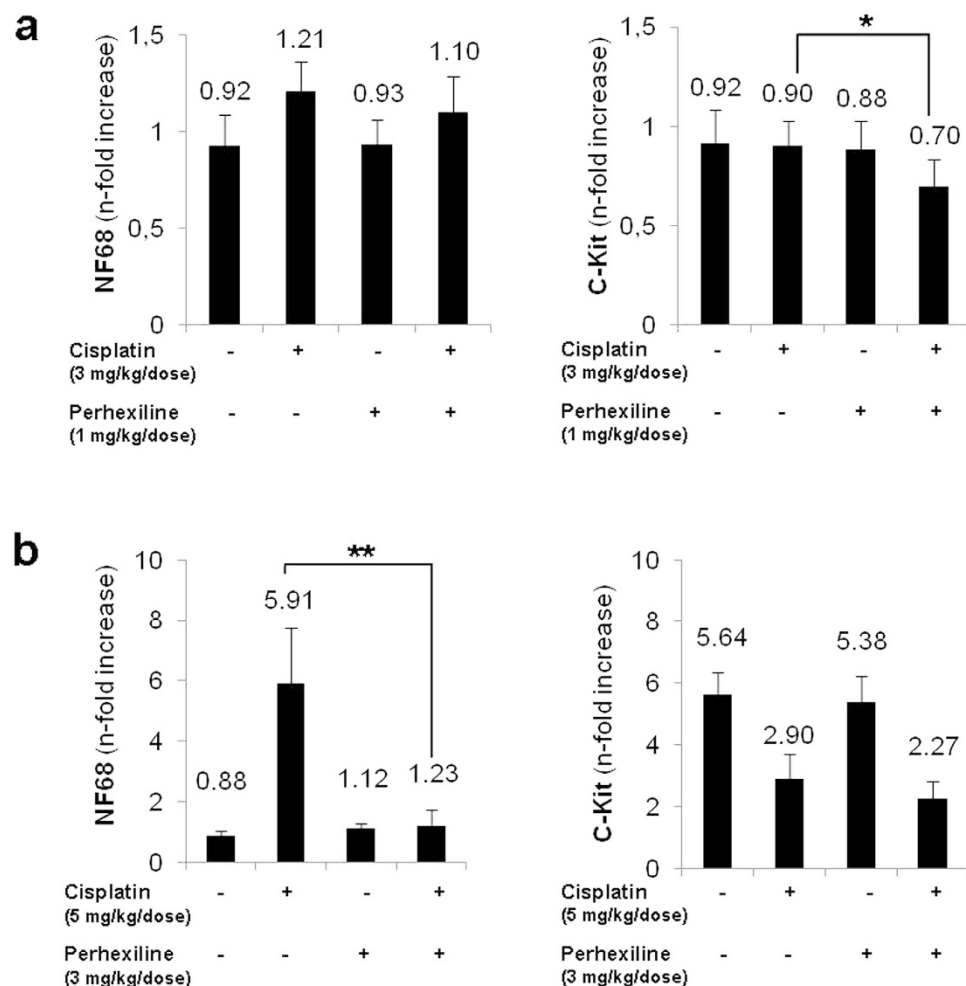 a
NF68 (n-fold increase)
1,5
1
0,5
0
0.92
1.21
0.93
1.10
Cisplatin - + - +
(3 mg/kg/dose)
Perhexiline - - + +
(1 mg/kg/dose)
C-Kit (n-fold increase)
1,5
1
0,5
0
*
0.92
0.90
0.88
0.70
Cisplatin - + - +
(3 mg/kg/dose)
Perhexiline - - + +
(1 mg/kg/dose)
b
NF68 (n-fold increase)
10
8
6
4
2
0
**
0.88
5.91
1.12
1.23
Cisplatin - + - +
(5 mg/kg/dose)
Perhexiline - - + +
(3 mg/kg/dose)
C-Kit (n-fold increase)
10
8
6
4
2
0
5.64
2.90
5.38
2.27
Cisplatin - + - +
(5 mg/kg/dose)
Perhexiline - - + +
(3 mg/kg/dose)